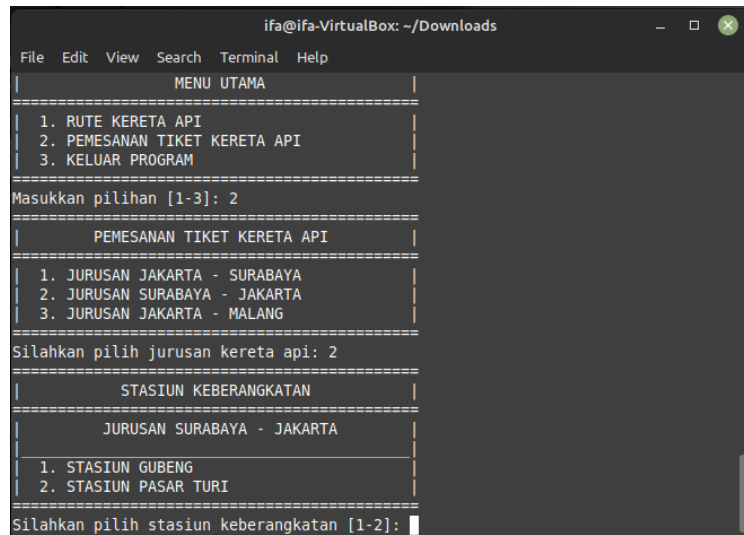 ifa@ifa-VirtualBox: ~/Downloads
File Edit View Search Terminal Help
| MENU UTAMA |
=============================================
| 1. RUTE KERETA API |
| 2. PEMESANAN TIKET KERETA API |
| 3. KELUAR PROGRAM |
=============================================
Masukkan pilihan [1-3]: 2
=============================================
| PEMESANAN TIKET KERETA API |
=============================================
| 1. JURUSAN JAKARTA - SURABAYA |
| 2. JURUSAN SURABAYA - JAKARTA |
| 3. JURUSAN JAKARTA - MALANG |
=============================================
Silahkan pilih jurusan kereta api: 2
=============================================
| STASIUN KEBERANGKATAN |
=============================================
| JURUSAN SURABAYA - JAKARTA |
|___________________________________________|
| 1. STASIUN GUBENG |
| 2. STASIUN PASAR TURI |
=============================================
Silahkan pilih stasiun keberangkatan [1-2]: